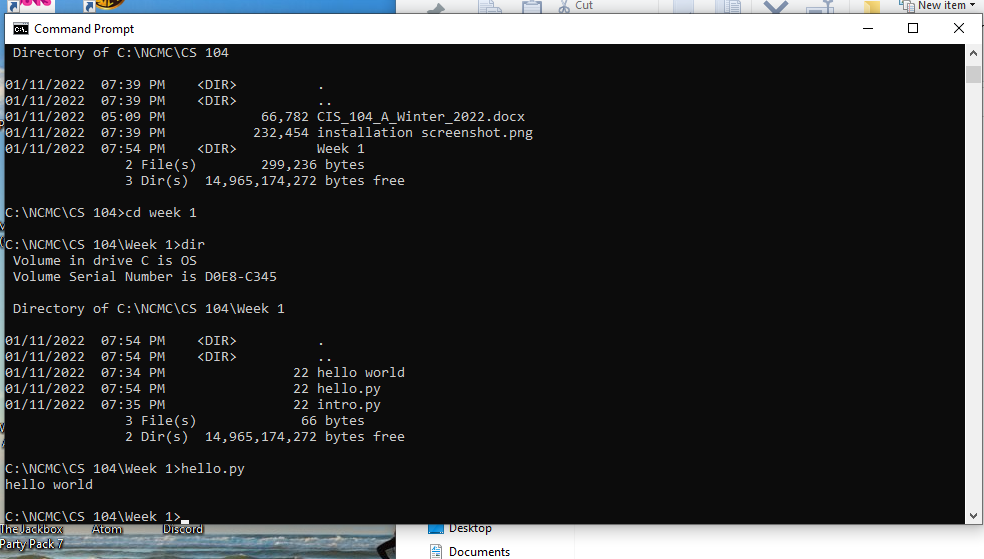 Cut
New item
Command Prompt
Directory of C:\NCMC\CS 104
01/11/2022  07:39 PM    <DIR>          .
01/11/2022  07:39 PM    <DIR>          ..
01/11/2022  05:09 PM            66,782 CIS_104_A_Winter_2022.docx
01/11/2022  07:39 PM           232,454 installation screenshot.png
01/11/2022  07:54 PM    <DIR>          Week 1
2 File(s)        299,236 bytes
3 Dir(s)  14,965,174,272 bytes free
C:\NCMC\CS 104>cd week 1
C:\NCMC\CS 104\Week 1>dir
Volume in drive C is OS
Volume Serial Number is D0E8-C345
Directory of C:\NCMC\CS 104\Week 1
01/11/2022  07:54 PM    <DIR>          .
01/11/2022  07:54 PM    <DIR>          ..
01/11/2022  07:34 PM                22 hello world
01/11/2022  07:54 PM                22 hello.py
01/11/2022  07:35 PM                22 intro.py
3 File(s)             66 bytes
2 Dir(s)  14,965,174,272 bytes free
C:\NCMC\CS 104\Week 1>hello.py
hello world
C:\NCMC\CS 104\Week 1>
The Jackbox
Party Pack 7
Atom
Discord
Desktop
Documents